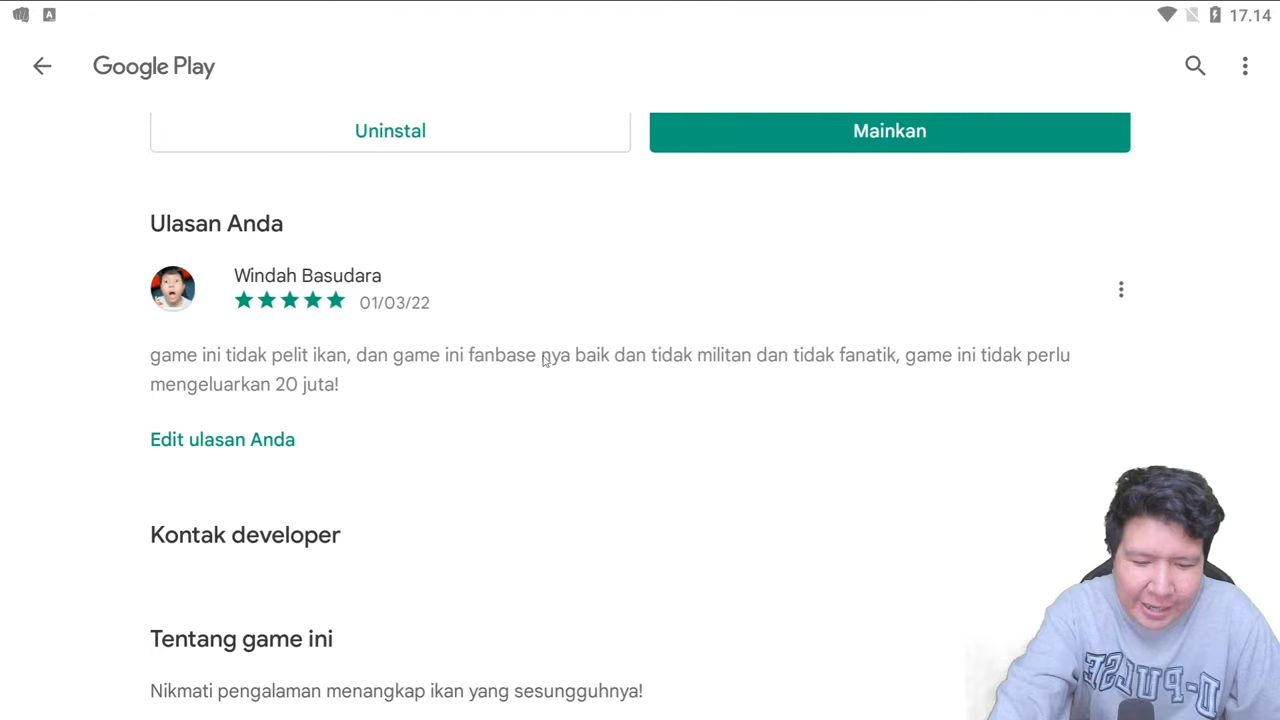 17.14
Google Play
Uninstal
Mainkan
Ulasan Anda
Windah Basudara
01/03/22
game ini tidak pelit ikan, dan game ini fanbase nya baik dan tidak militan dan tidak fanatik, game ini tidak perlu
mengeluarkan 20 juta!
Edit ulasan Anda
Kontak developer
Tentang game ini
Nikmati pengalaman menangkap ikan yang sesungguhnya!
D-PULSE